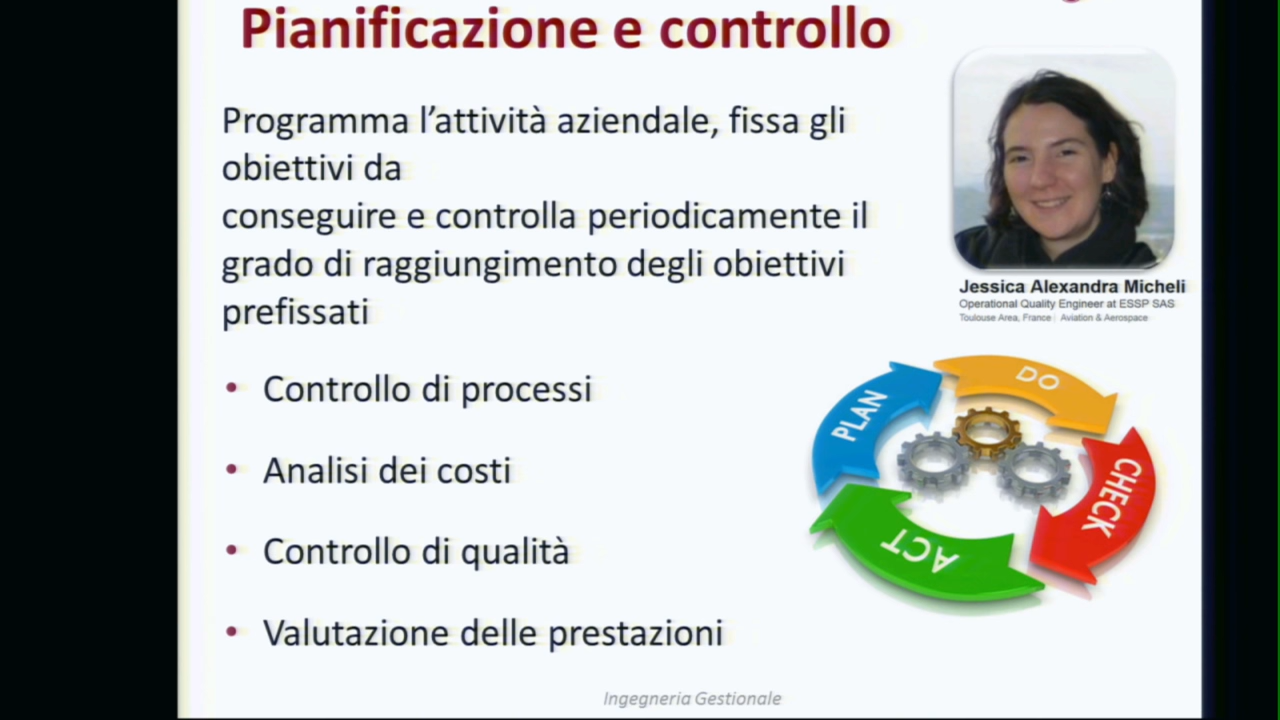 Pianificazione e controllo
Programma l’attività aziendale, fissa gli
obiettivi da
conseguire e controlla periodicamente il
grado di raggiungimento degli obiettivi
prefissati
Jessica Alexandra Micheli
Operational Quality Engineer at ESSP SAS
Toulouse Area, France | Aviation & Aerospace
• Controllo di processi
• Analisi dei costi
• Controllo di qualità
• Valutazione delle prestazioni
PLAN
DO
CHECK
ACT
Ingegneria Gestionale